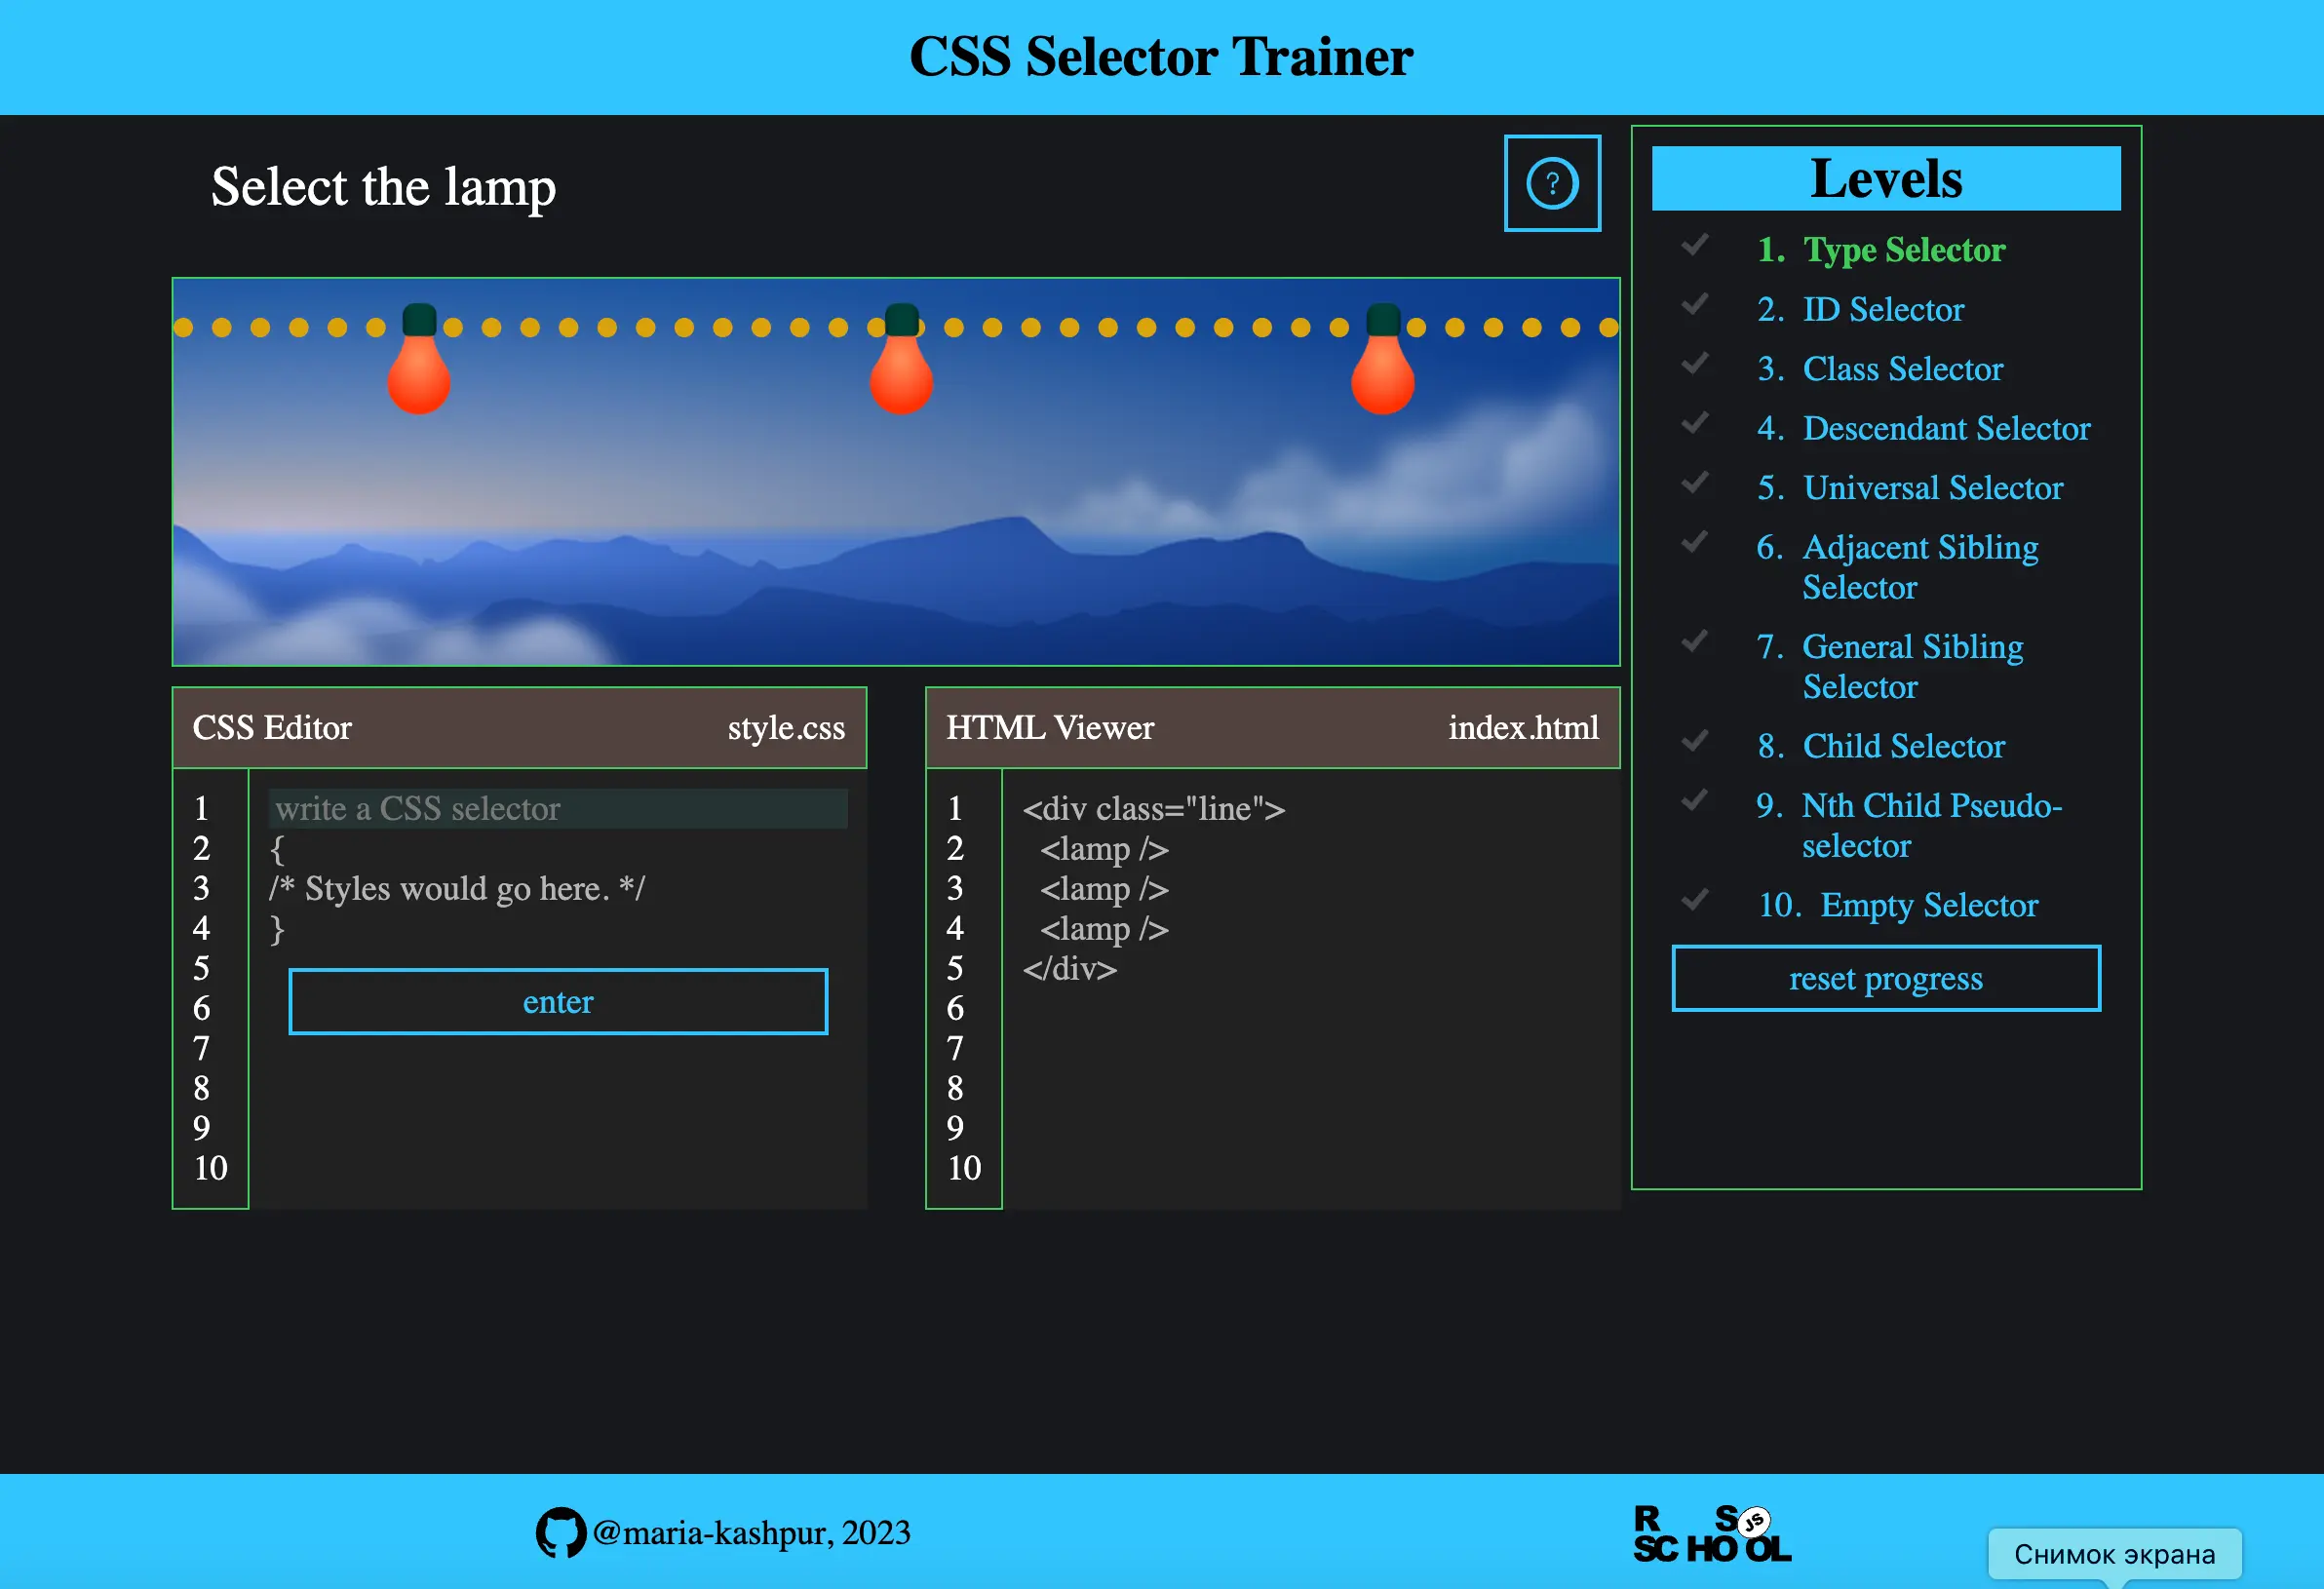 CSS Selector Trainer
Select the lamp
?
CSS Editor style.css
1 write a CSS selector
2 {
3 /* Styles would go here. */
4 }
5
6
7
8
9
10
enter
HTML Viewer index.html
1 <div class="line">
2 <lamp />
3 <lamp />
4 <lamp />
5 </div>
6
7
8
9
10
Levels
1. Type Selector
2. ID Selector
3. Class Selector
4. Descendant Selector
5. Universal Selector
6. Adjacent Sibling
Selector
7. General Sibling
Selector
8. Child Selector
9. Nth Child Pseudo-
selector
10. Empty Selector
reset progress
@maria-kashpur, 2023
R S JS
SCHOOL
Снимок экрана